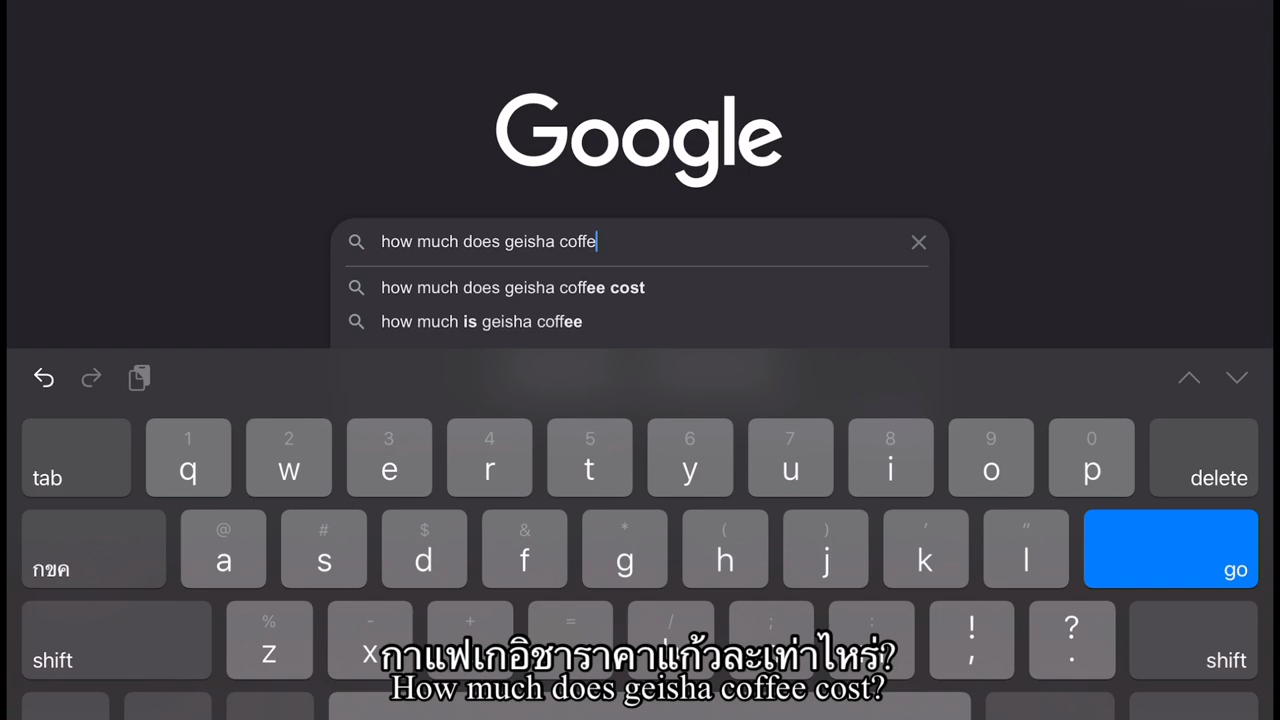 Google
how much does geisha coffe
how much does geisha coffee cost
how much is geisha coffee
1 2 3 4 5 6 7 8 9 0
tab q w e r t y u i o p delete
@ # $ & * ( ) ' "
กขค a s d f g h j k l go
% - + = / ; : ! ?
shift z x , . shift
กาแฟเกอิชาราคาแก้วละเท่าไหร่?
How much does geisha coffee cost?